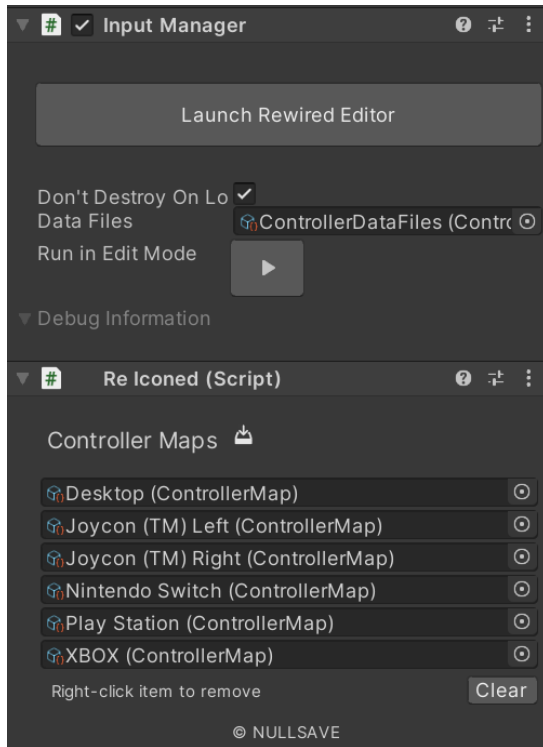 Input Manager
Launch Rewired Editor
Don't Destroy On Lo
Data Files ControllerDataFiles (Contro
Run in Edit Mode
Debug Information
Re Iconed (Script)
Controller Maps
Desktop (ControllerMap)
Joycon (TM) Left (ControllerMap)
Joycon (TM) Right (ControllerMap)
Nintendo Switch (ControllerMap)
Play Station (ControllerMap)
XBOX (ControllerMap)
Right-click item to remove Clear
© NULLSAVE